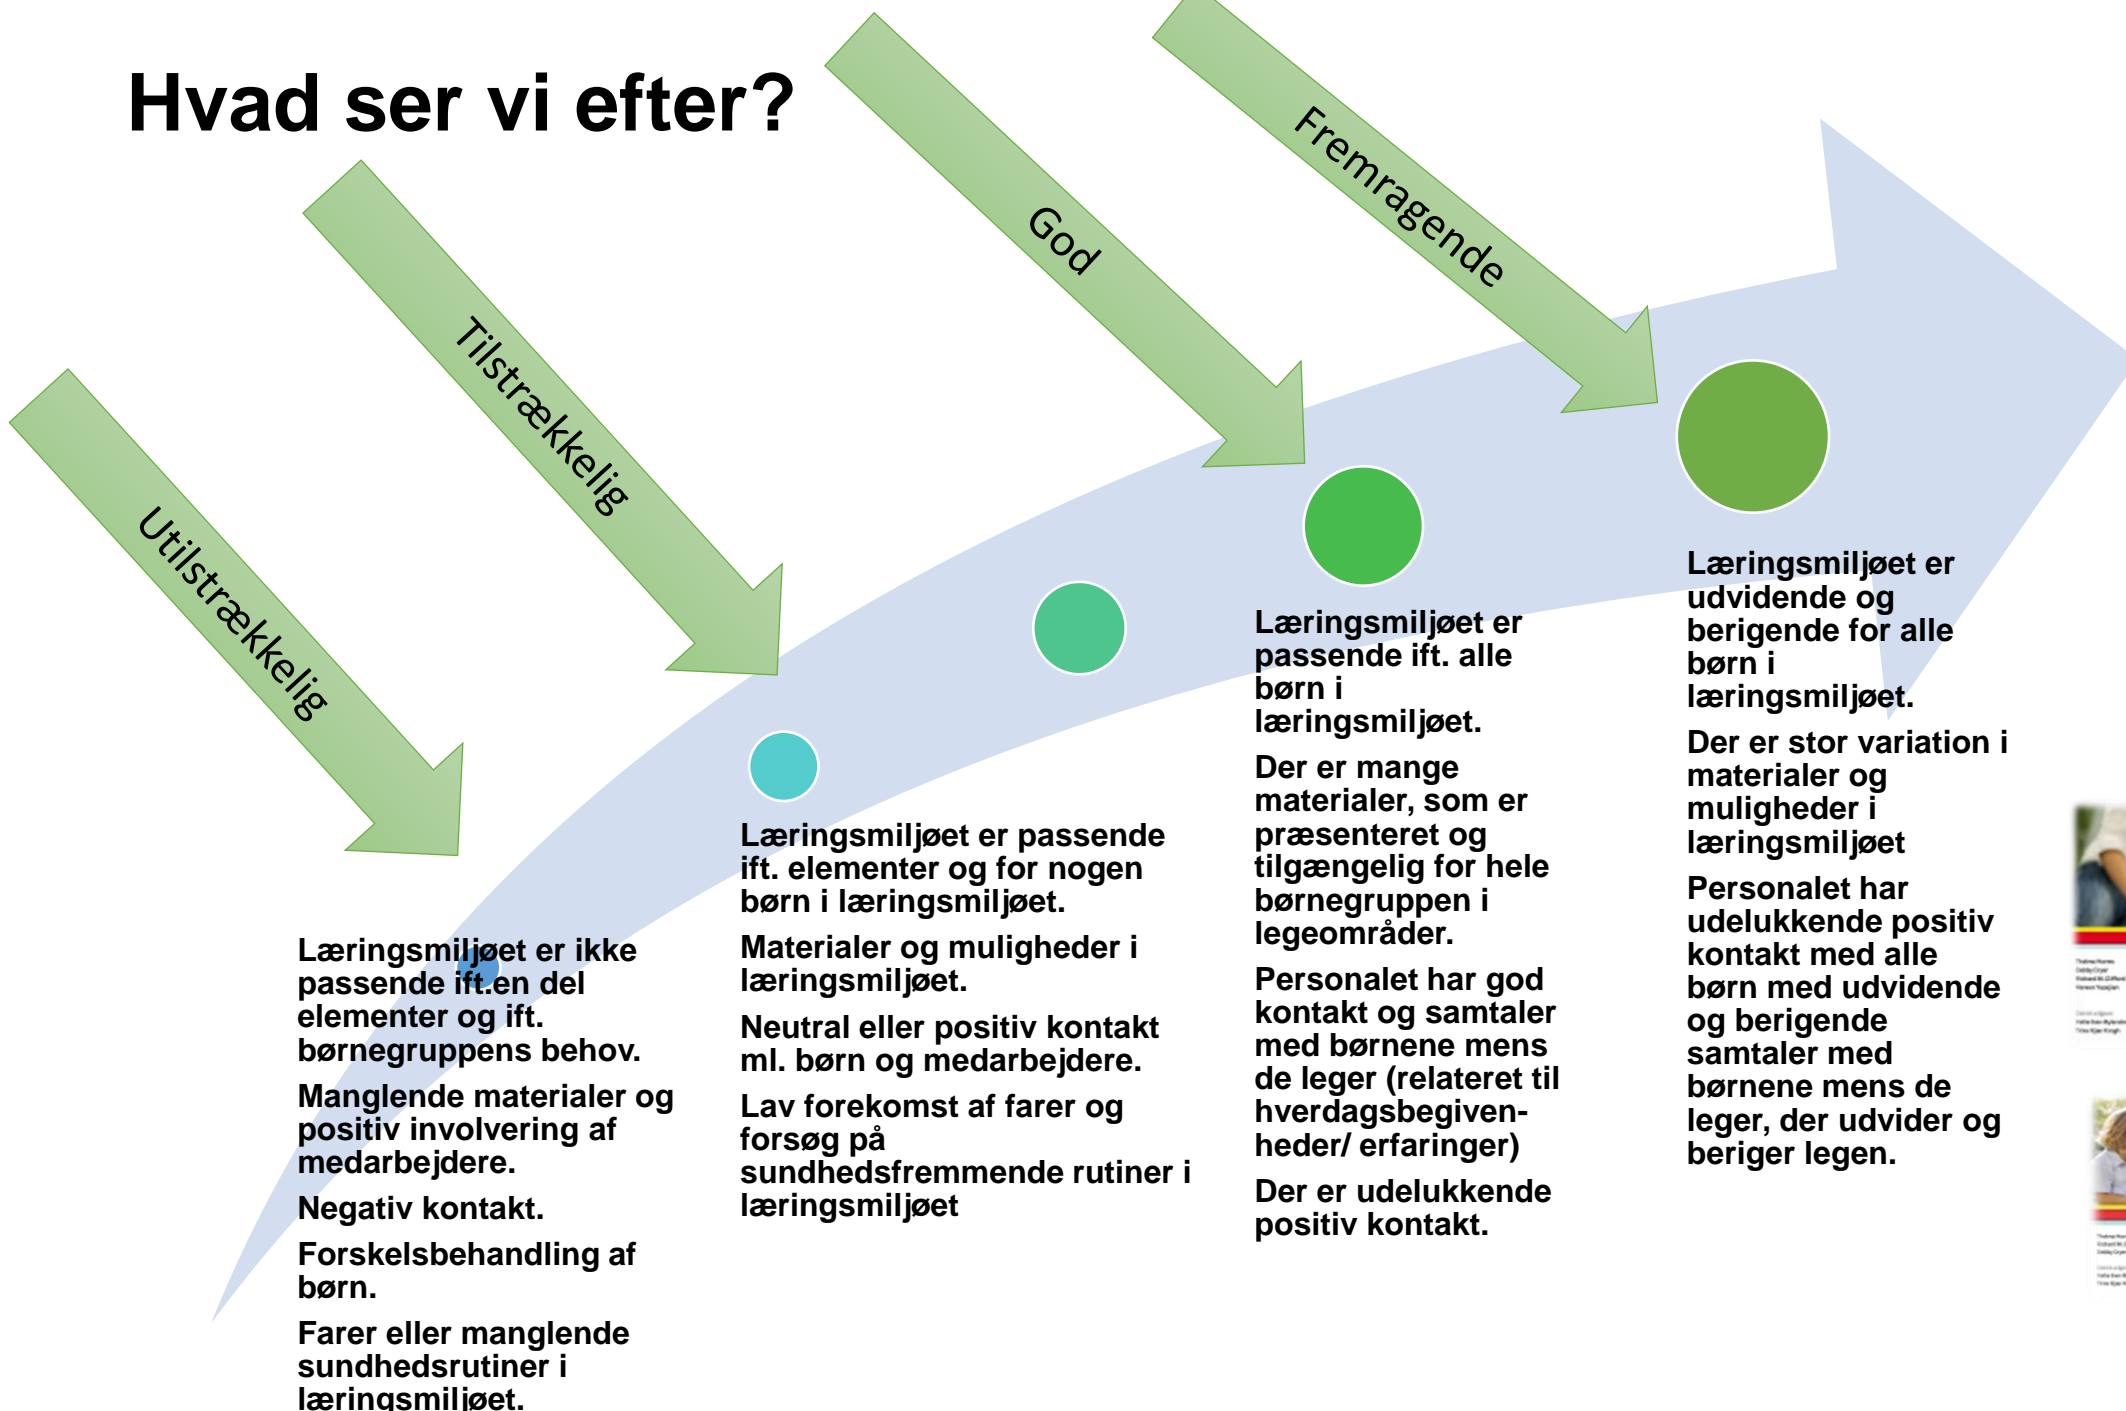 Hvad ser vi efter?
Utilstrækkelig
Tilstrækkelig
God
Fremragende
Læringsmiljøet er ikke
passende ift.en del
elementer og ift.
børnegruppens behov.
Manglende materialer og
positiv involvering af
medarbejdere.
Negativ kontakt.
Forskelsbehandling af
børn.
Farer eller manglende
sundhedsrutiner i
læringsmiljøet.
Læringsmiljøet er passende
ift. elementer og for nogen
børn i læringsmiljøet.
Materialer og muligheder i
læringsmiljøet.
Neutral eller positiv kontakt
ml. børn og medarbejdere.
Lav forekomst af farer og
forsøg på
sundhedsfremmende rutiner i
læringsmiljøet
Læringsmiljøet er
passende ift. alle
børn i
læringsmiljøet.
Der er mange
materialer, som er
præsenteret og
tilgængelig for hele
børnegruppen i
legeområder.
Personalet har god
kontakt og samtaler
med børnene mens
de leger (relateret til
hverdagsbegiven-
heder/ erfaringer)
Der er udelukkende
positiv kontakt.
Læringsmiljøet er
udvidende og
berigende for alle
børn i
læringsmiljøet.
Der er stor variation i
materialer og
muligheder i
læringsmiljøet
Personalet har
udelukkende positiv
kontakt med alle
børn med udvidende
og berigende
samtaler med
børnene mens de
leger, der udvider og
beriger legen.